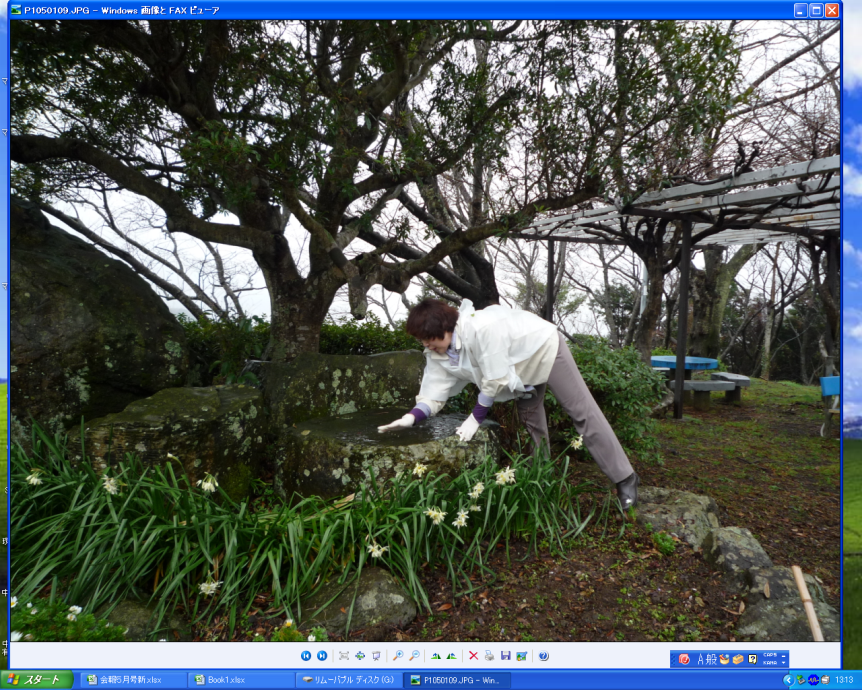 P1050109.JPG - Windows 画像と FAX ビューア
A 般
CAPS
KANA
スタート
会報5月号新.xlsx
Book1.xlsx
リムーバブル ディスク (G:)
P1050109.JPG - Win...
13:13